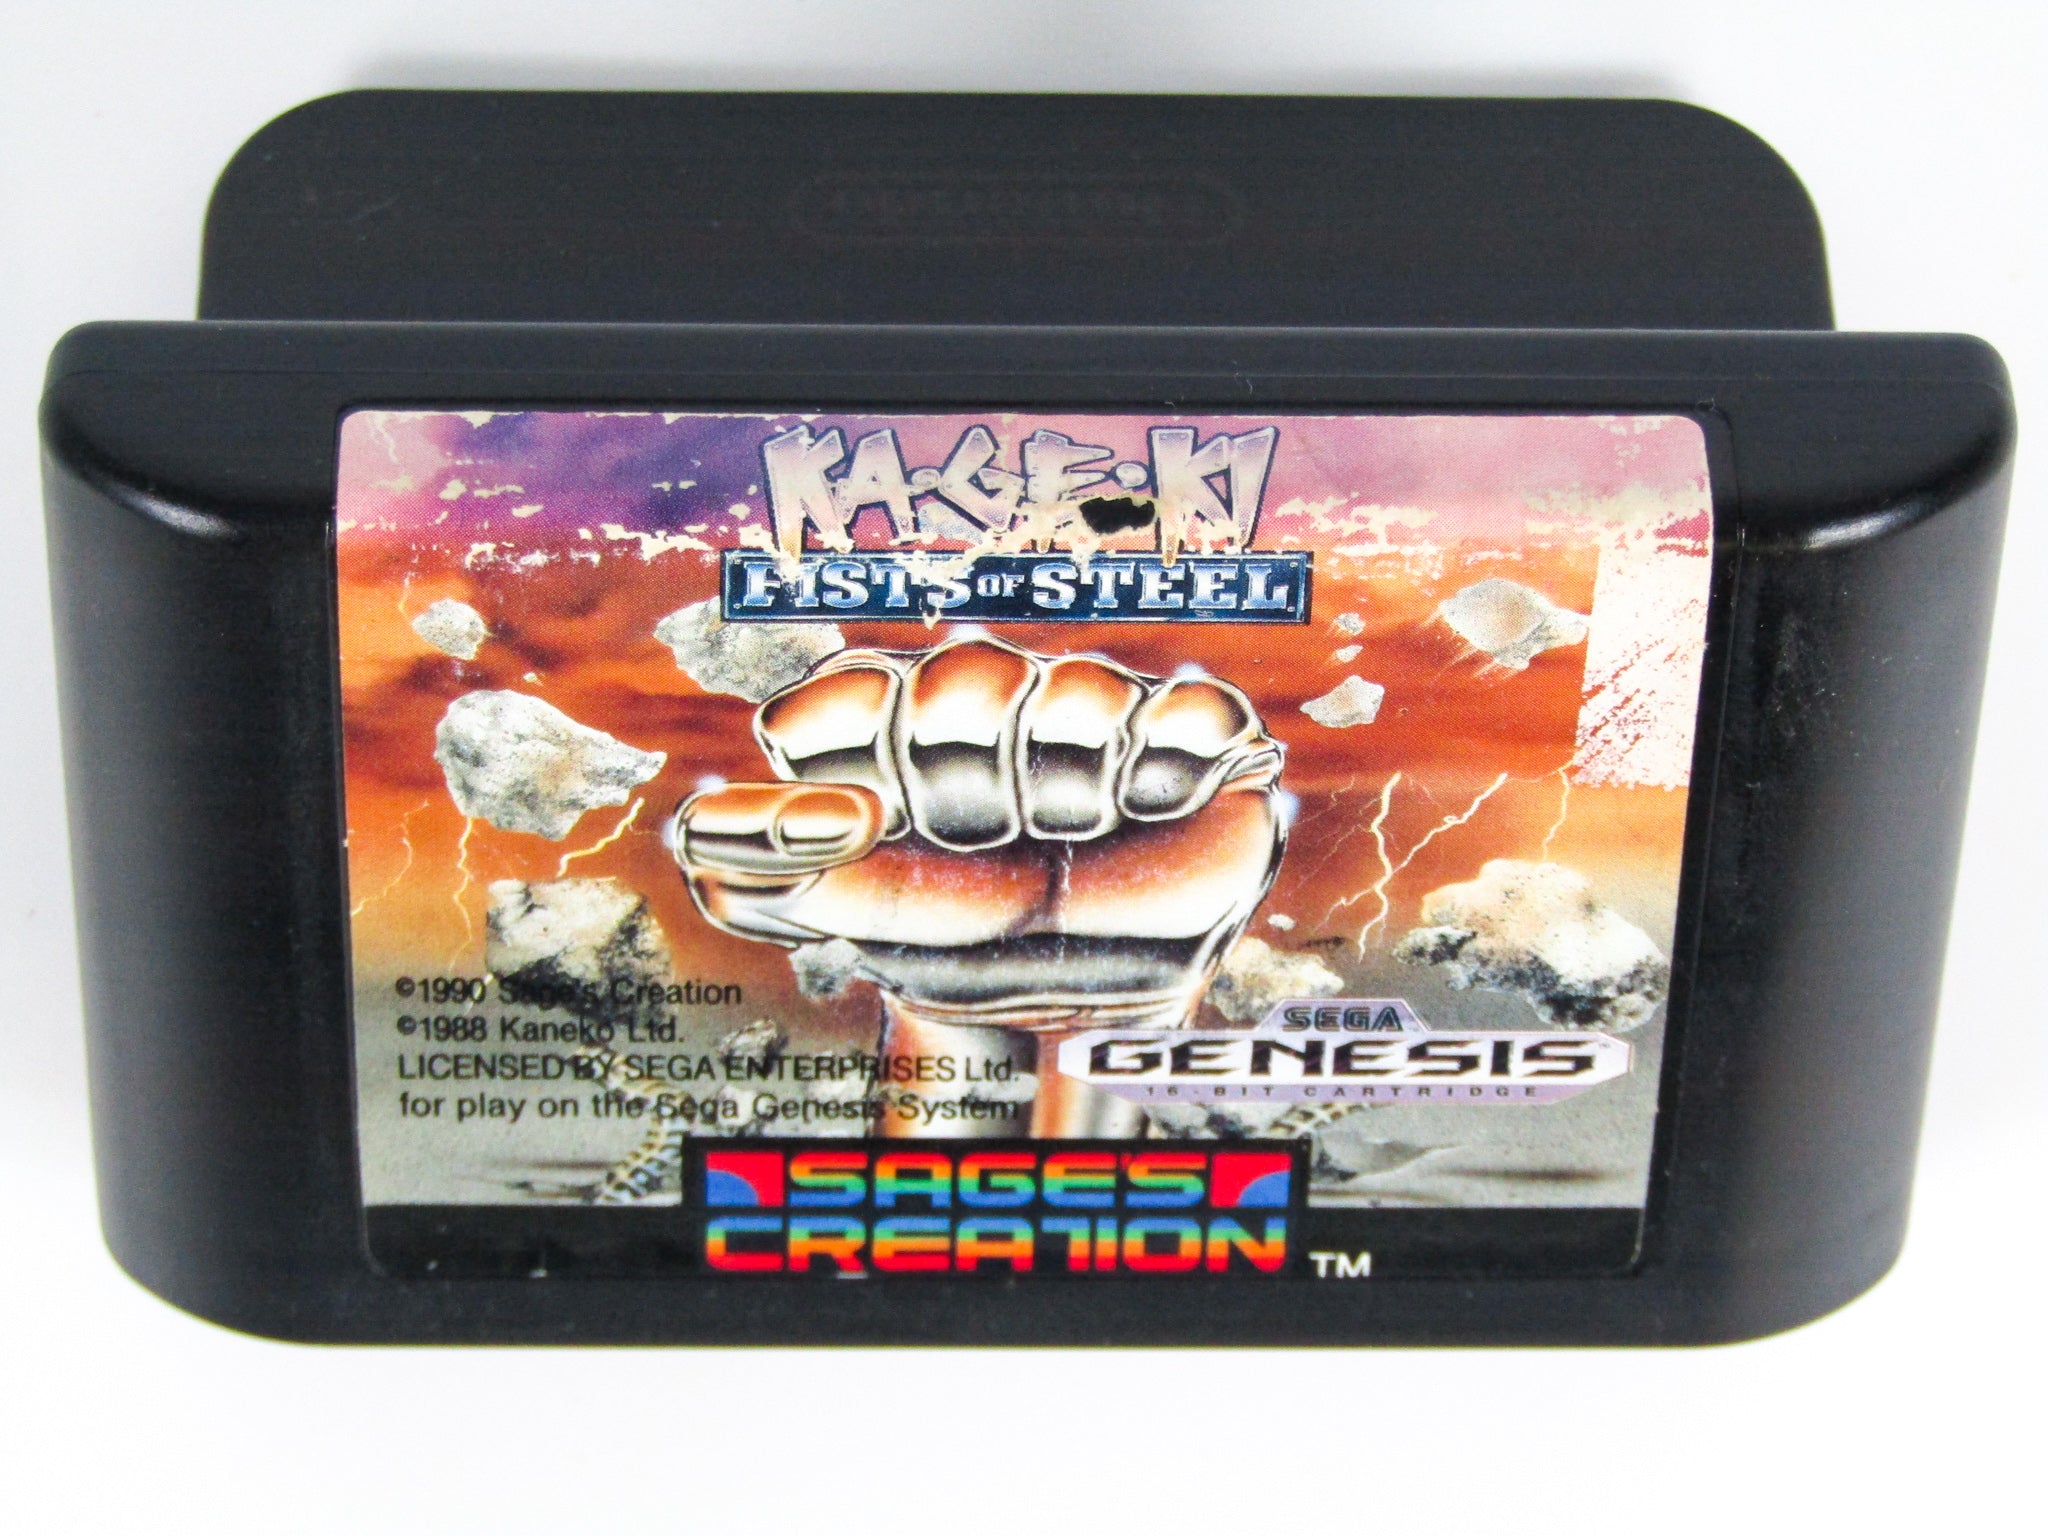 KA·GE·KI
FISTS OF STEEL
©1990 Sage's Creation
©1988 Kaneko Ltd.
LICENSED BY SEGA ENTERPRISES Ltd.
for play on the Sega Genesis System
SEGA
GENESIS™
16-BIT CARTRIDGE
SAGE'S
CREATION TM